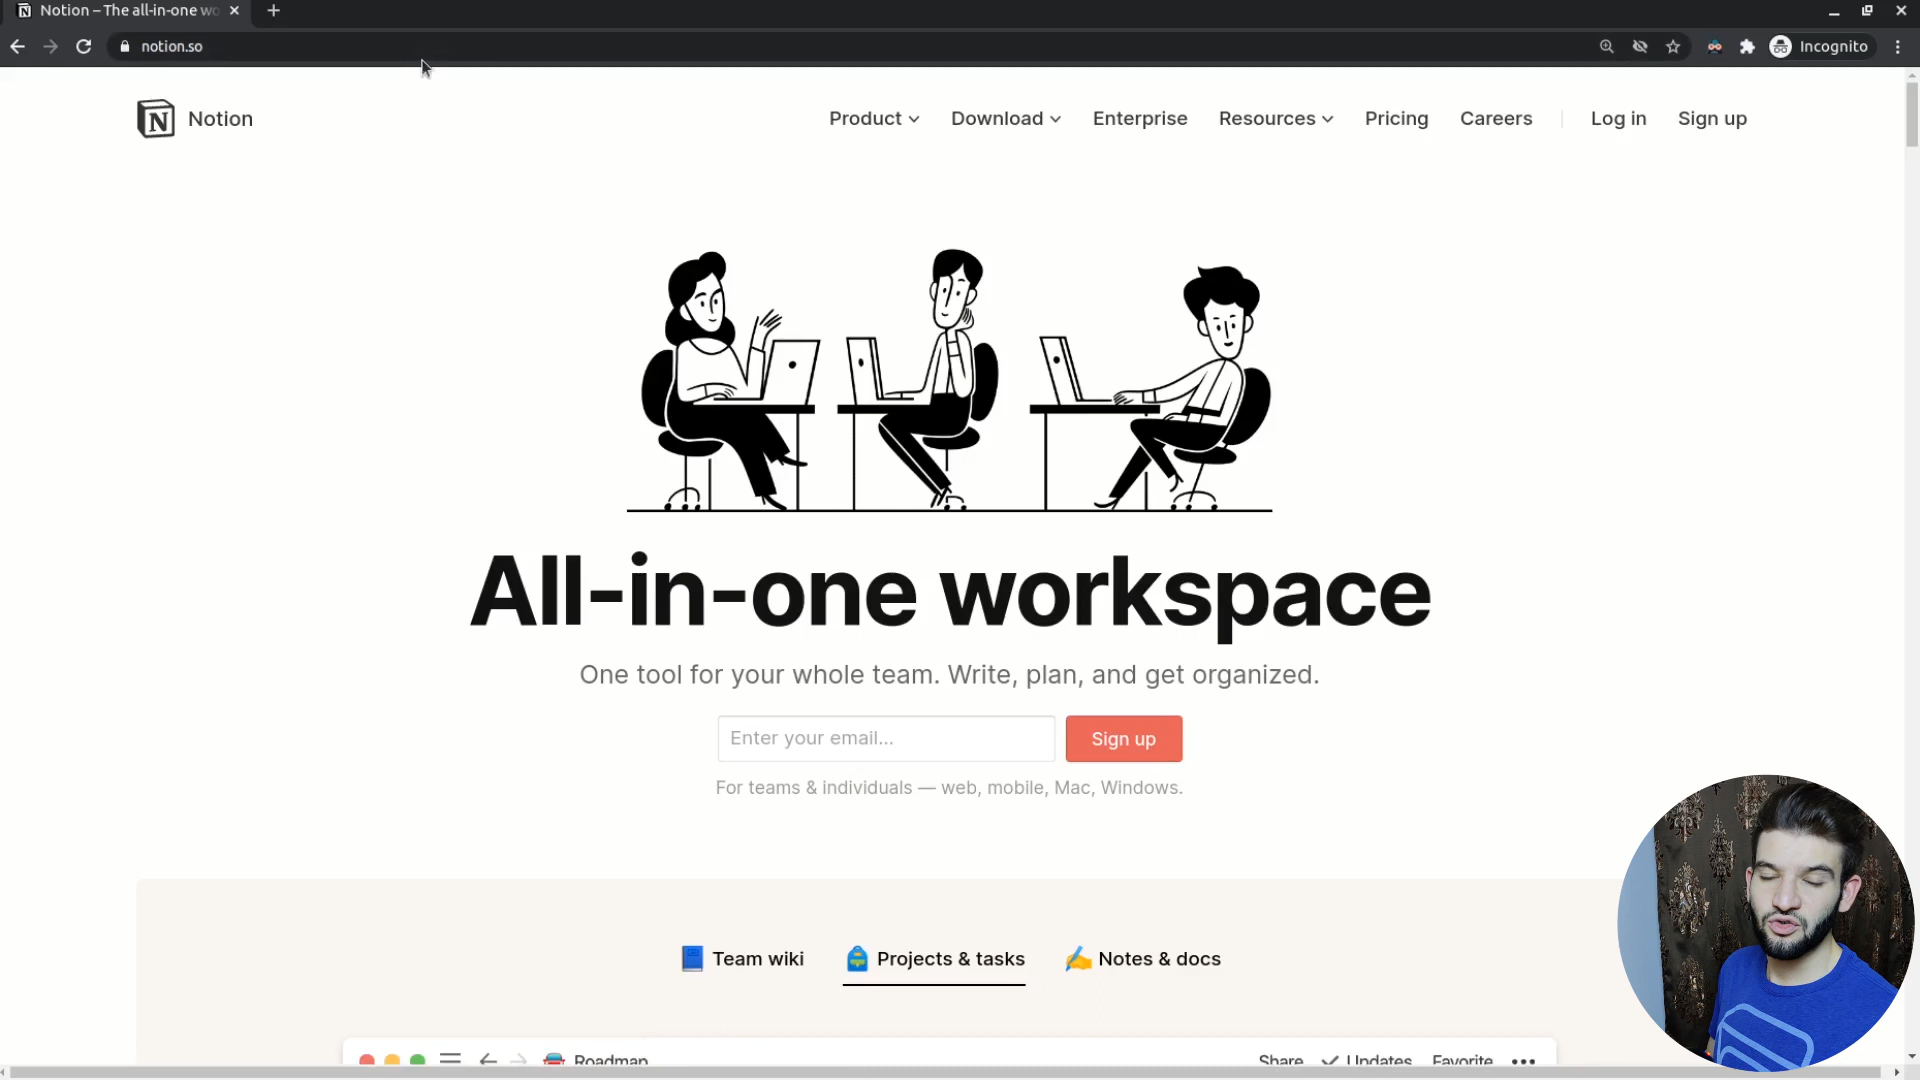 Notion – The all-in-one wo
notion.so
Incognito
Notion
Product
Download
Enterprise
Resources
Pricing
Careers
Log in
Sign up
All-in-one workspace
One tool for your whole team. Write, plan, and get organized.
Enter your email...
Sign up
For teams & individuals — web, mobile, Mac, Windows.
Team wiki
Projects & tasks
Notes & docs
Roadmap
Share
Updates
Favorite